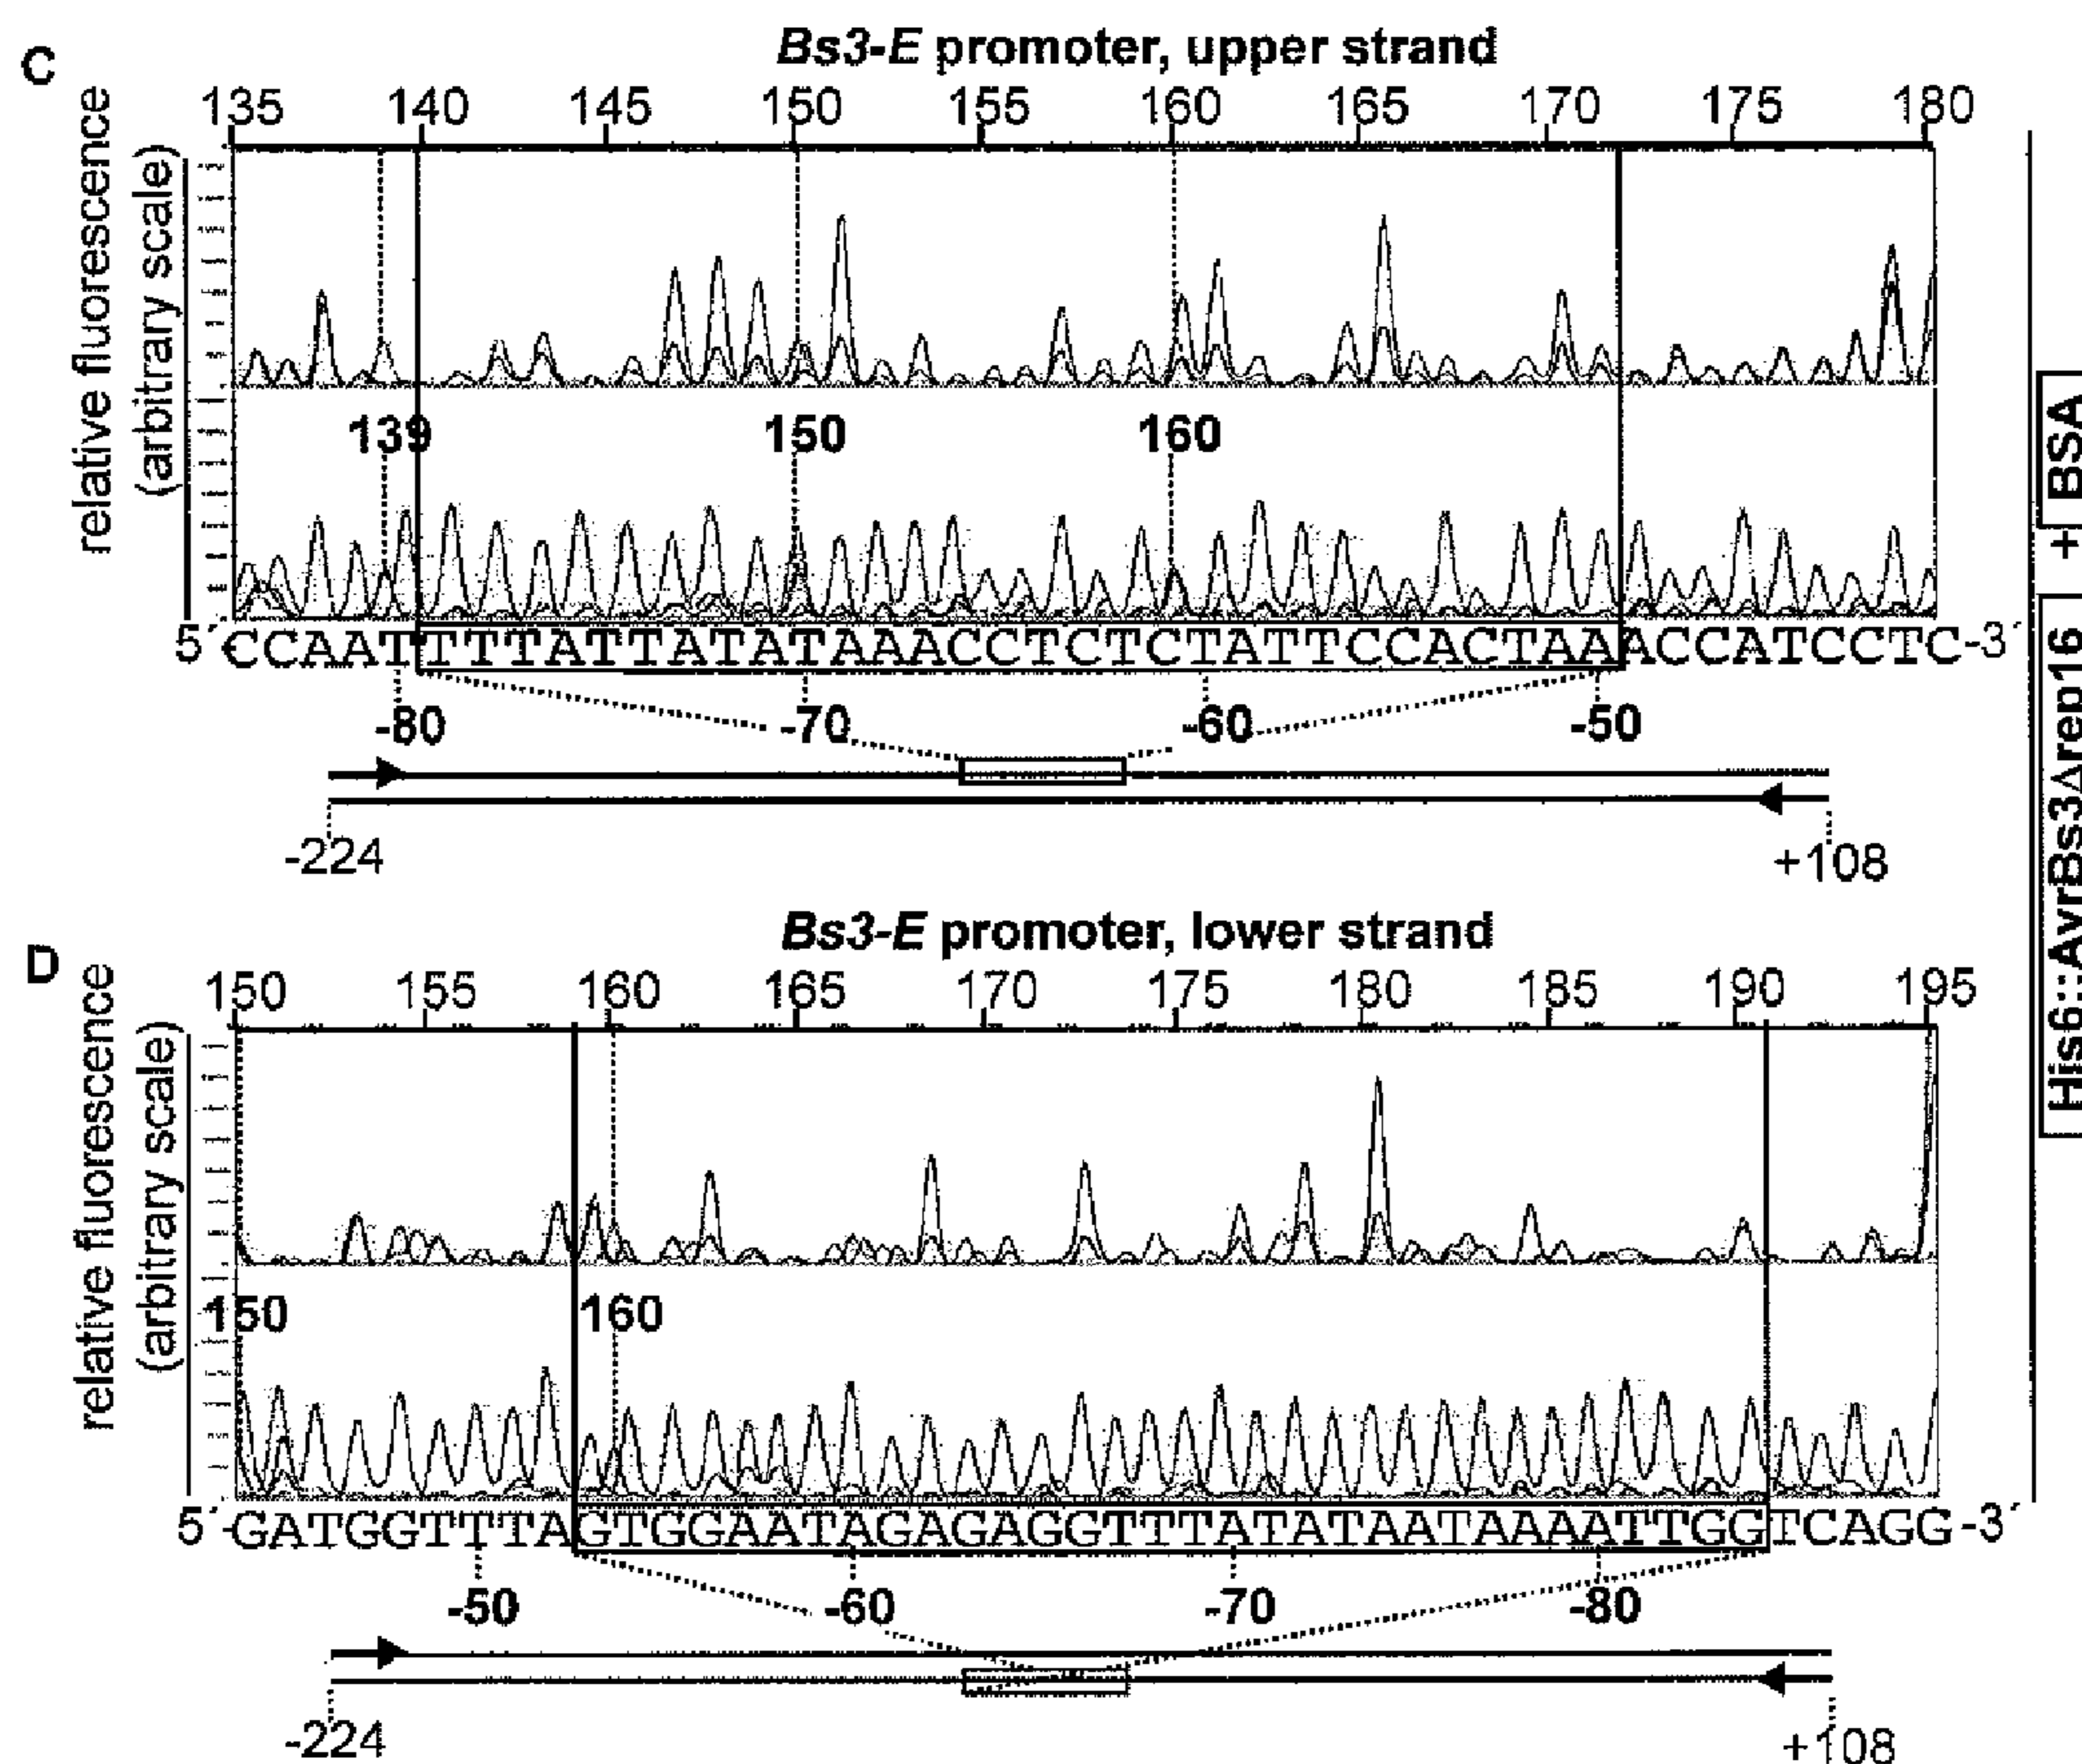 C
Bs3-E promoter, upper strand
135 140 145 150 155 160 165 170 175 180
relative fluorescence
(arbitrary scale)
139 150 160
5´CCAATTTTATTATATAAACCTCTCTATTCCACTAAACCATCCTC-3´
-80 -70 -60 -50
-224 +108
D
Bs3-E promoter, lower strand
150 155 160 165 170 175 180 185 190 195
relative fluorescence
(arbitrary scale)
150 160
5´-GATGGTTTTAGTGGAATAGAGAGGTTTATATAATAAAATTGGTCAGG-3´
-50 -60 -70 -80
-224 +108
His6::AvrBs3Δrep16 +| BSA